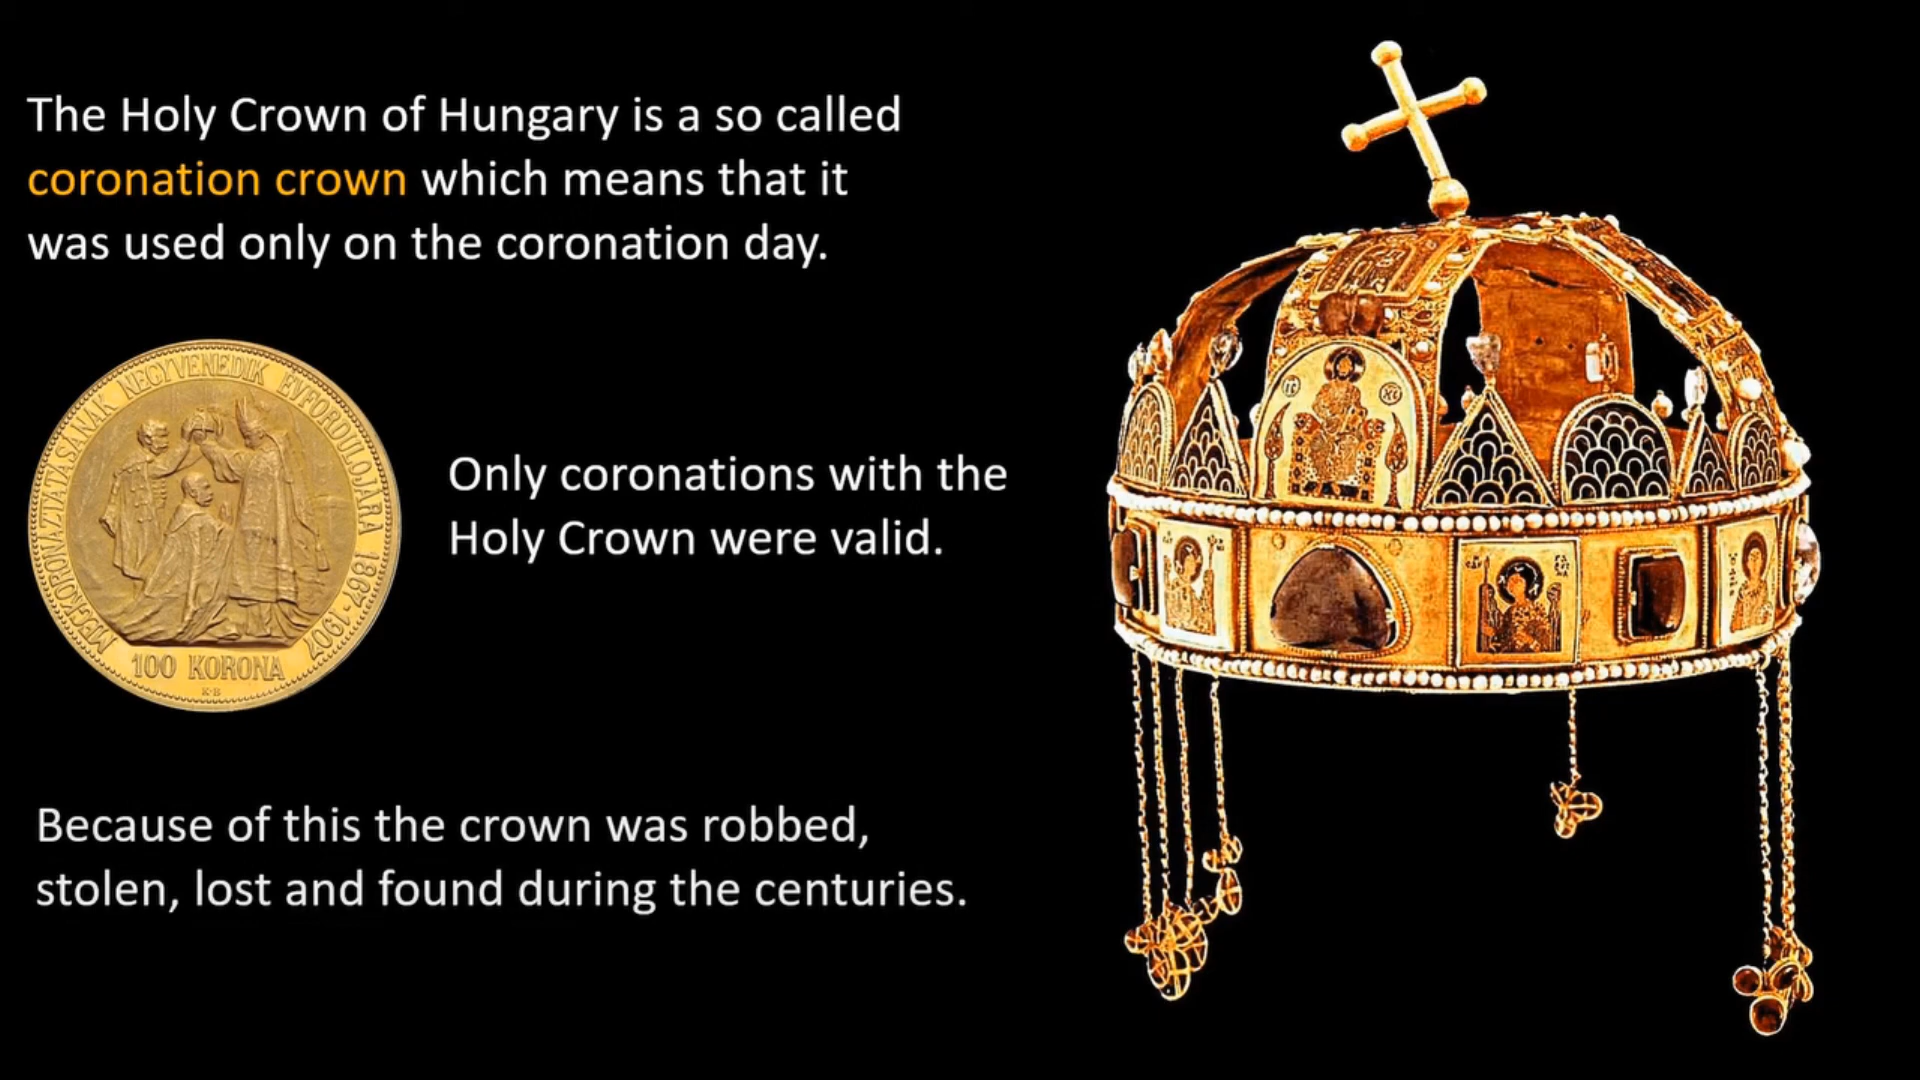 The Holy Crown of Hungary is a so called
coronation crown which means that it
was used only on the coronation day.
MEGKORONÁZTATÁSÁNAK NEGYVENEDIK ÉVFORDULÓJÁRA 1867-1907
100 KORONA
K·B
Only coronations with the
Holy Crown were valid.
Because of this the crown was robbed,
stolen, lost and found during the centuries.